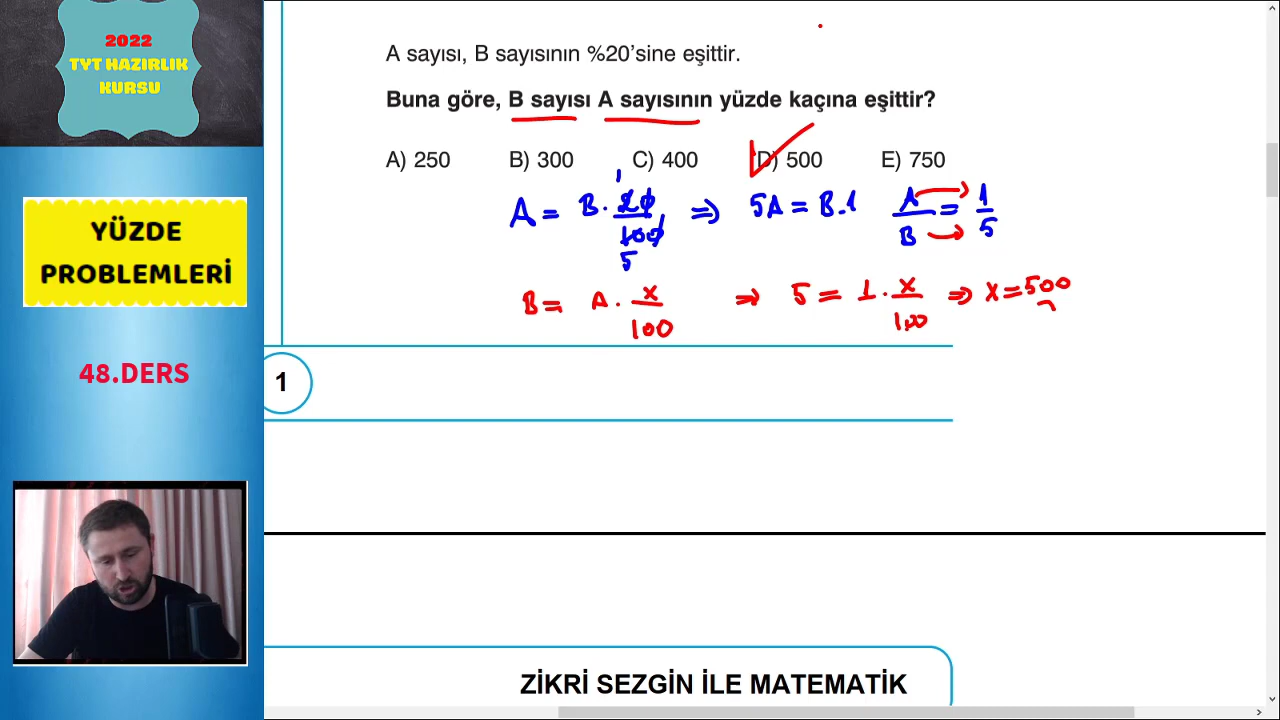 2022
TYT HAZIRLIK
KURSU
YÜZDE
PROBLEMLERİ
48.DERS
A sayısı, B sayısının %20'sine eşittir.
Buna göre, B sayısı A sayısının yüzde kaçına eşittir?
A) 250 B) 300 C) 400 D) 500 E) 750
A = B · 20/100 1 5 ⇒ 5A = B.1 A/B = 1/5
B = A · x/100 ⇒ 5 = 1 · x/100 ⇒ x = 500
1
ZİKRİ SEZGİN İLE MATEMATİK